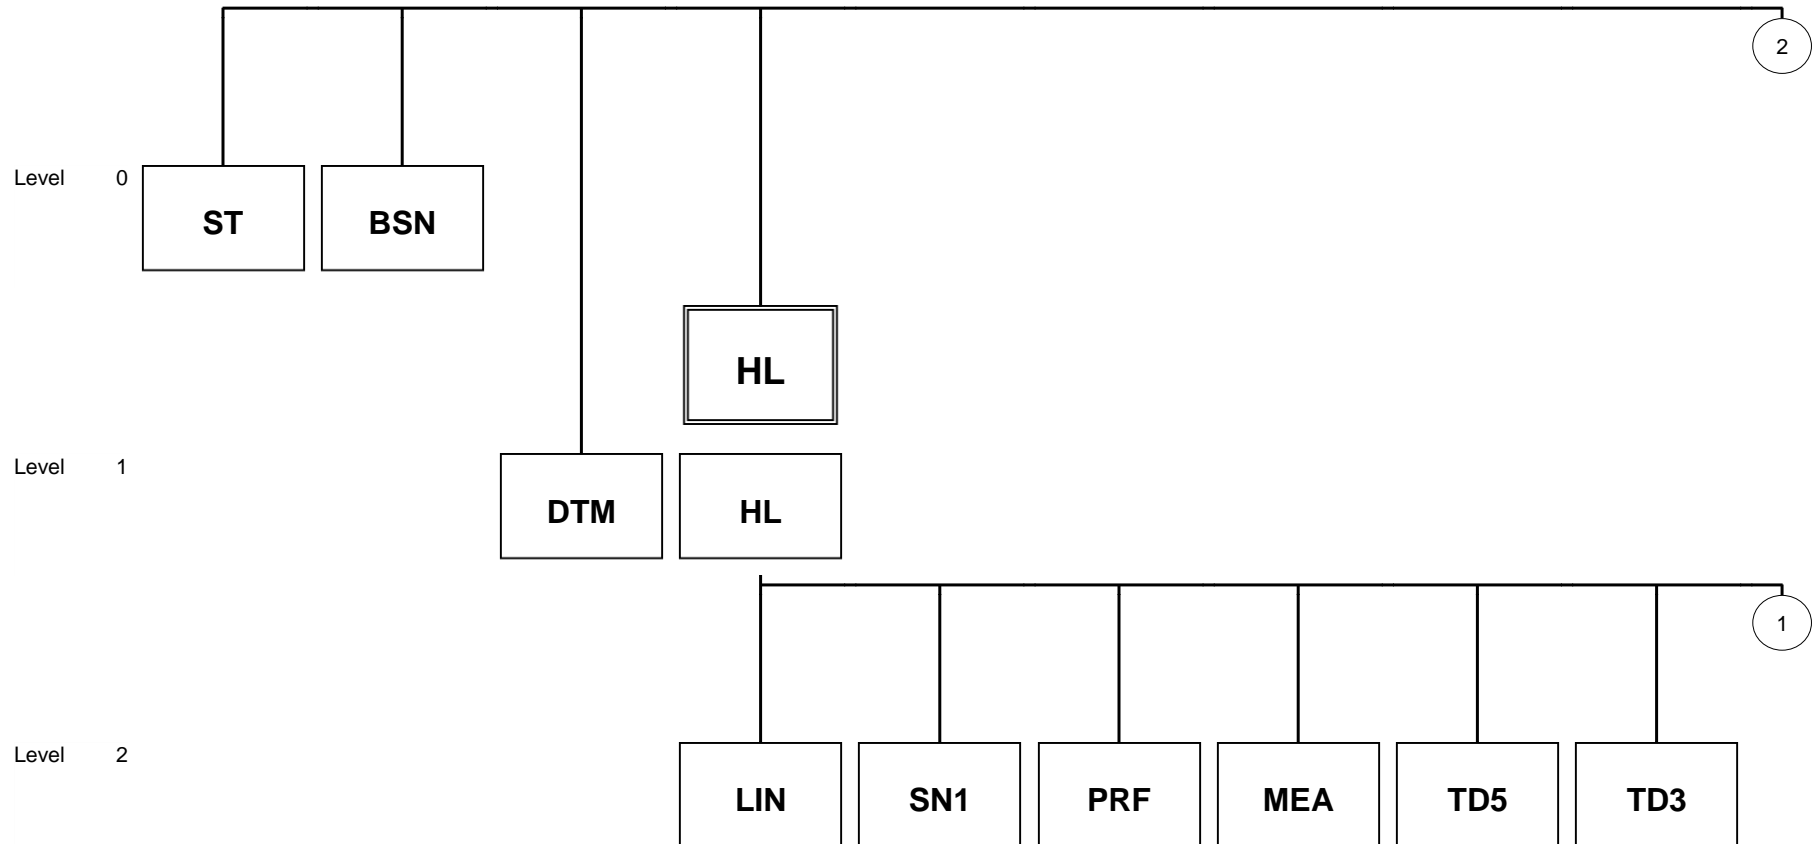 2
Level 0
ST BSN
HL
Level 1
DTM HL
1
Level 2
LIN SN1 PRF MEA TD5 TD3